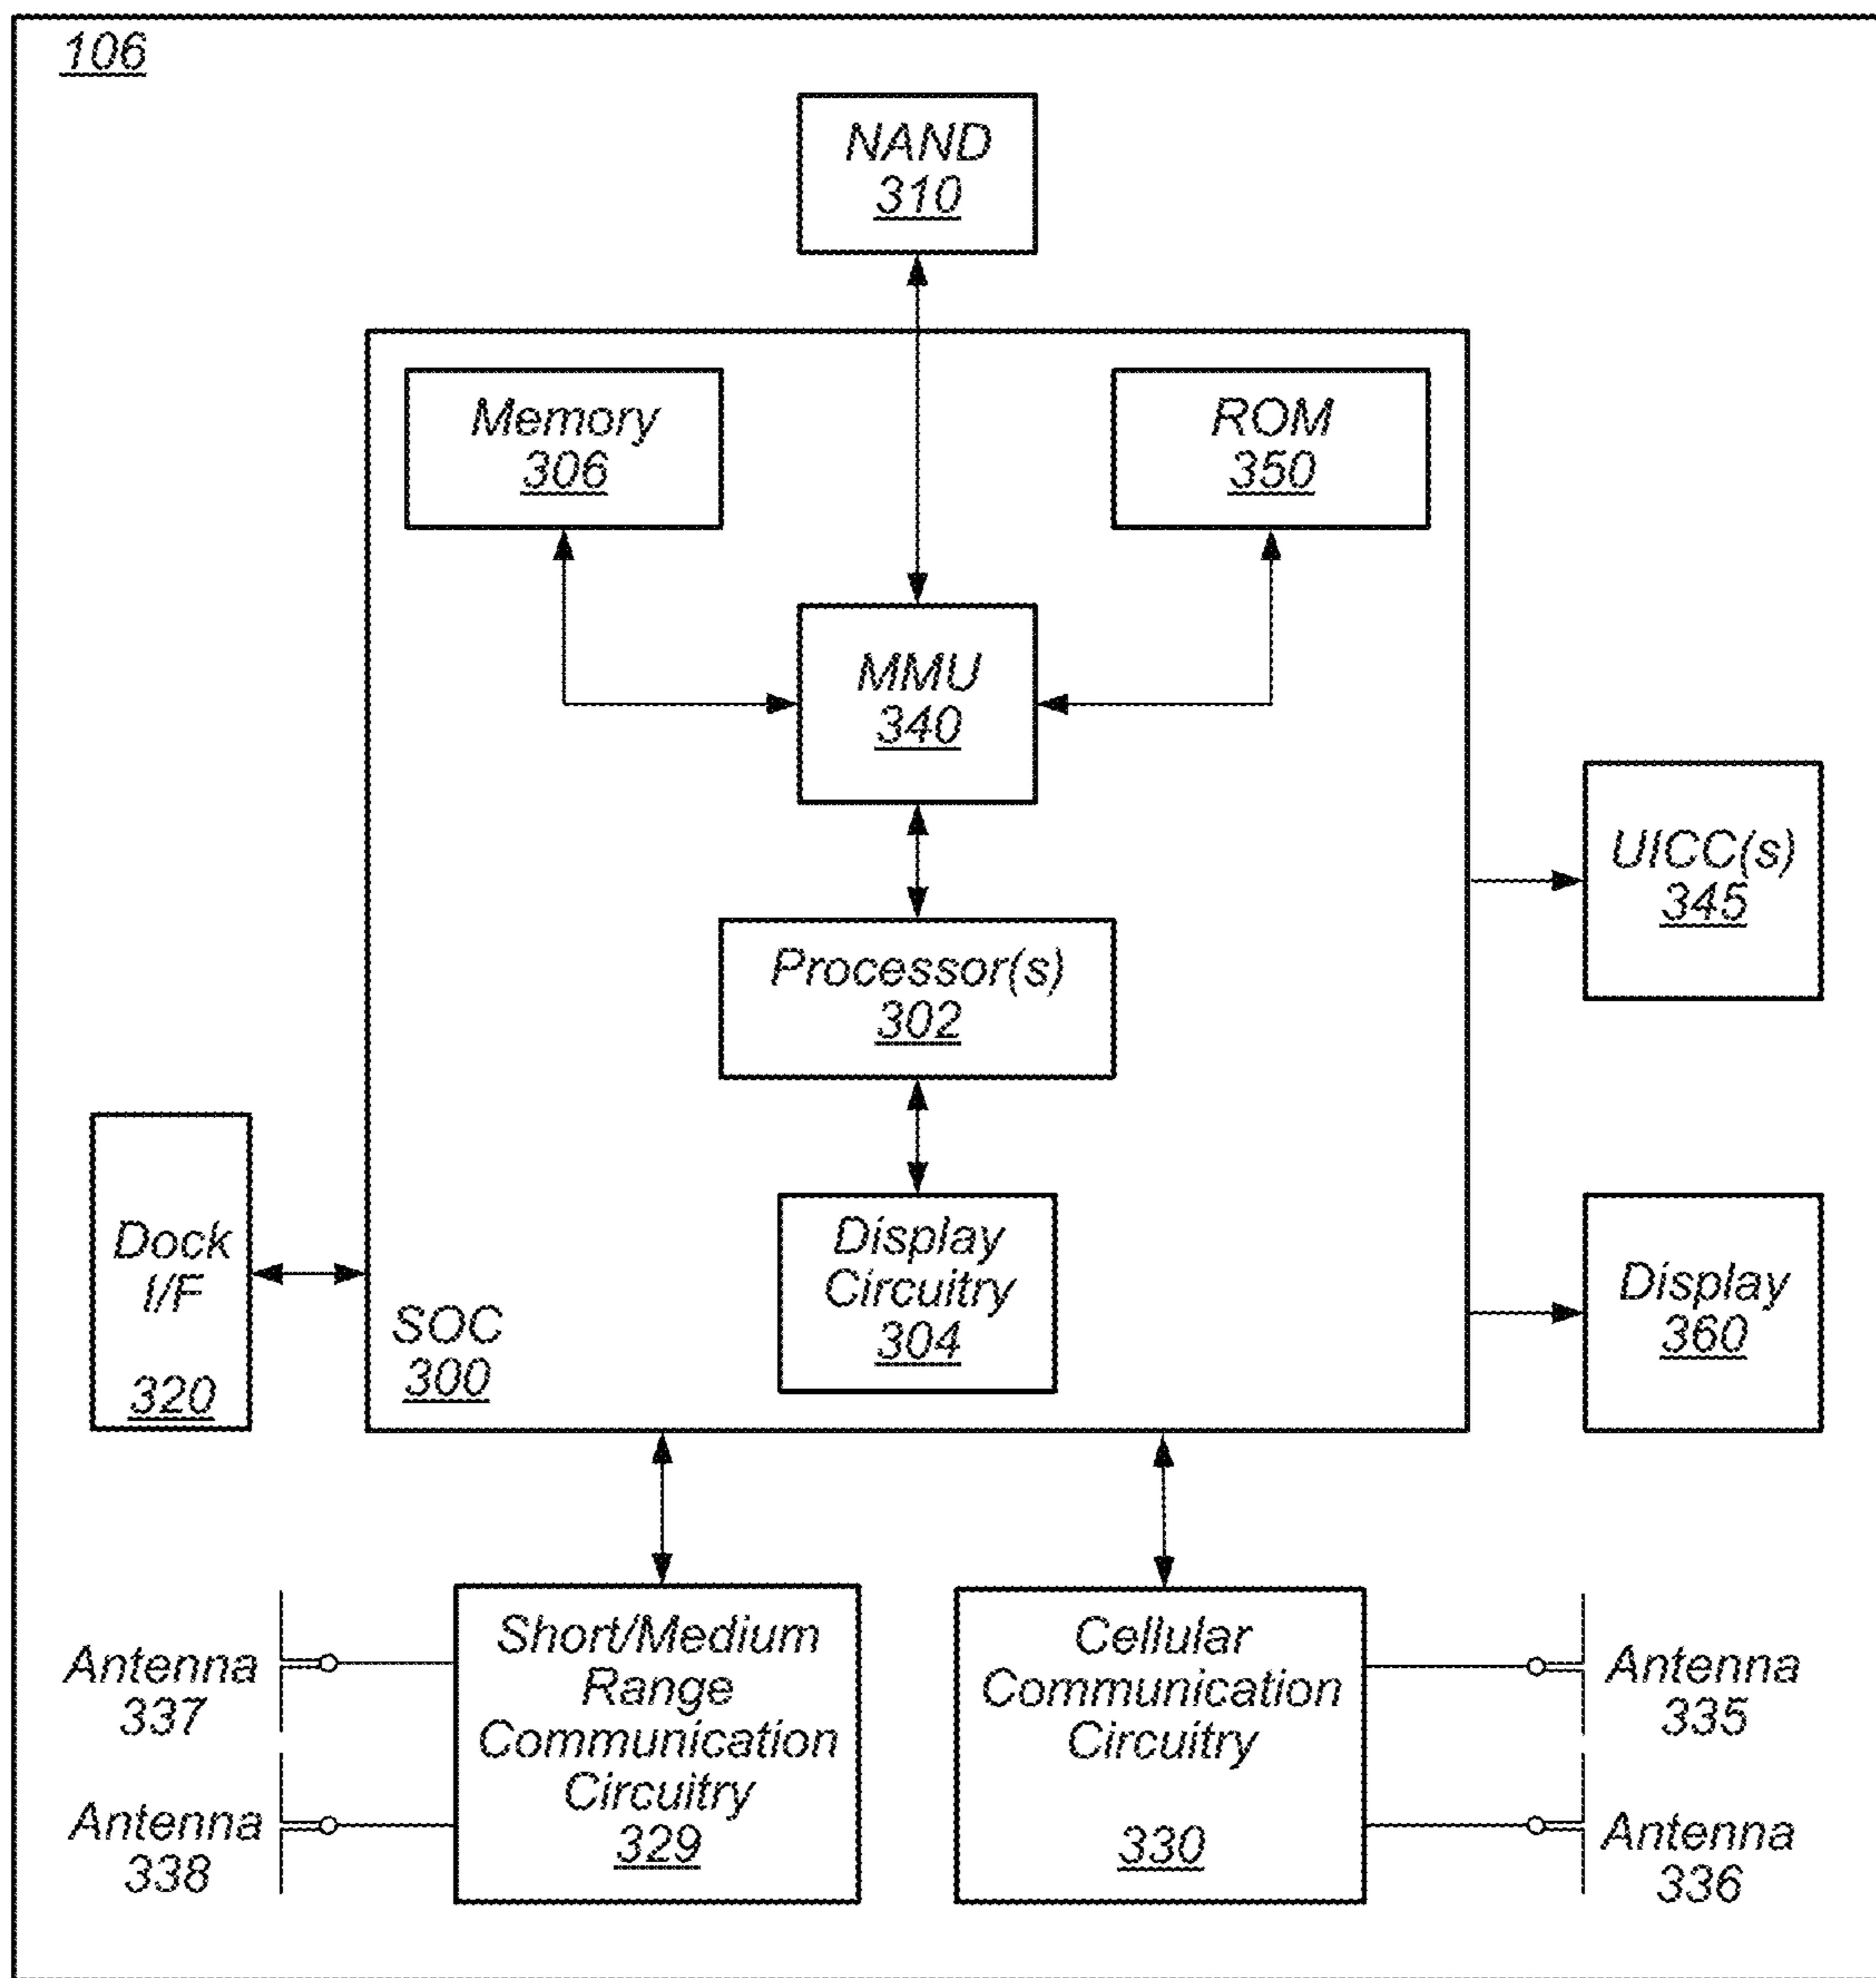 106
NAND
310
Memory
306
ROM
350
MMU
340
UICC(s)
345
Processor(s)
302
Dock
I/F
320
Display
Circuitry
304
SOC
300
Display
360
Short/Medium
Range
Communication
Circuitry
329
Cellular
Communication
Circuitry
330
Antenna
337
Antenna
338
Antenna
335
Antenna
336